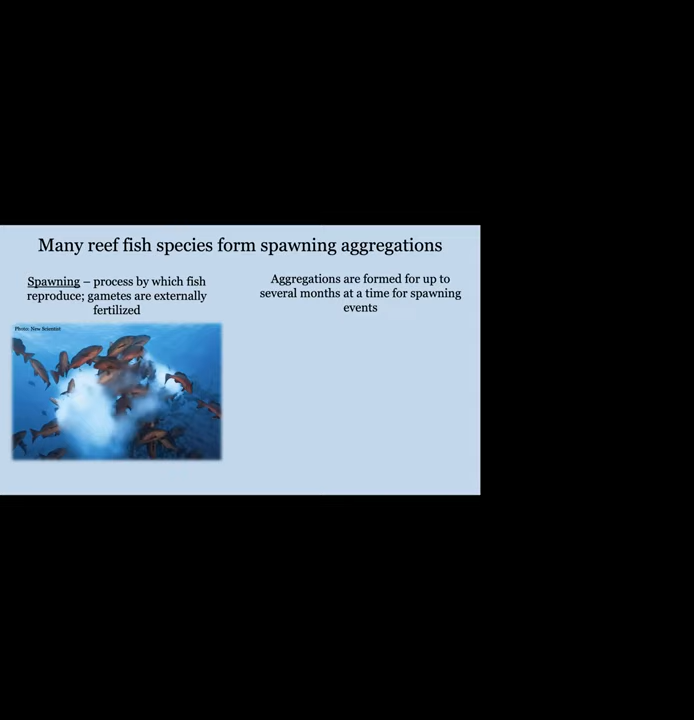 Many reef fish species form spawning aggregations
Spawning – process by which fish
reproduce; gametes are externally
fertilized
Photo: New Scientist
Aggregations are formed for up to
several months at a time for spawning
events